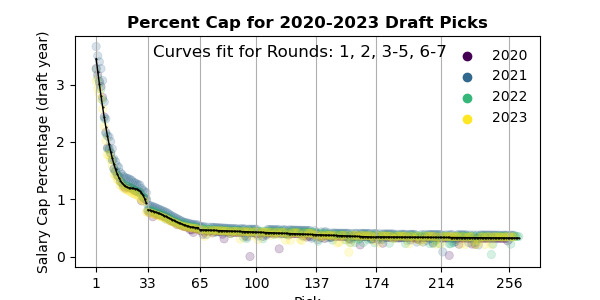 Percent Cap for 2020-2023 Draft Picks
Curves fit for Rounds: 1, 2, 3-5, 6-7
2020
2021
2022
2023
Salary Cap Percentage (draft year)
3
2
1
0
1 33 65 100 137 174 214 256
Pick